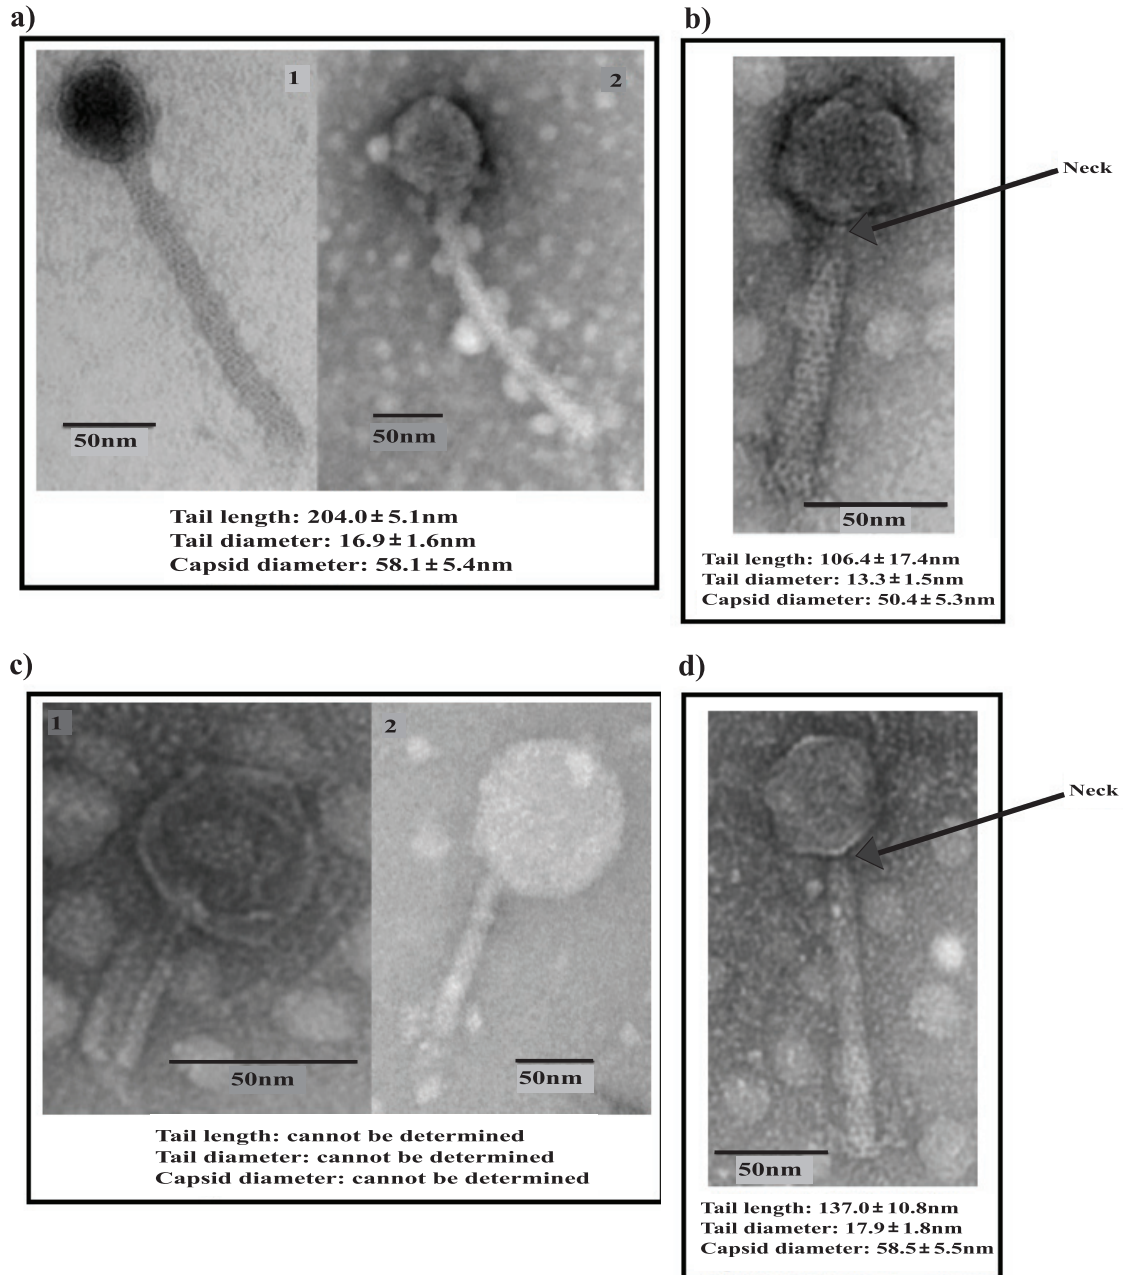 a)
1
2
50nm
50nm
Tail length: 204.0±5.1nm
Tail diameter: 16.9±1.6nm
Capsid diameter: 58.1±5.4nm
b)
Neck
50nm
Tail length: 106.4±17.4nm
Tail diameter: 13.3±1.5nm
Capsid diameter: 50.4±5.3nm
c)
1
2
50nm
50nm
Tail length: cannot be determined
Tail diameter: cannot be determined
Capsid diameter: cannot be determined
d)
Neck
50nm
Tail length: 137.0±10.8nm
Tail diameter: 17.9±1.8nm
Capsid diameter: 58.5±5.5nm